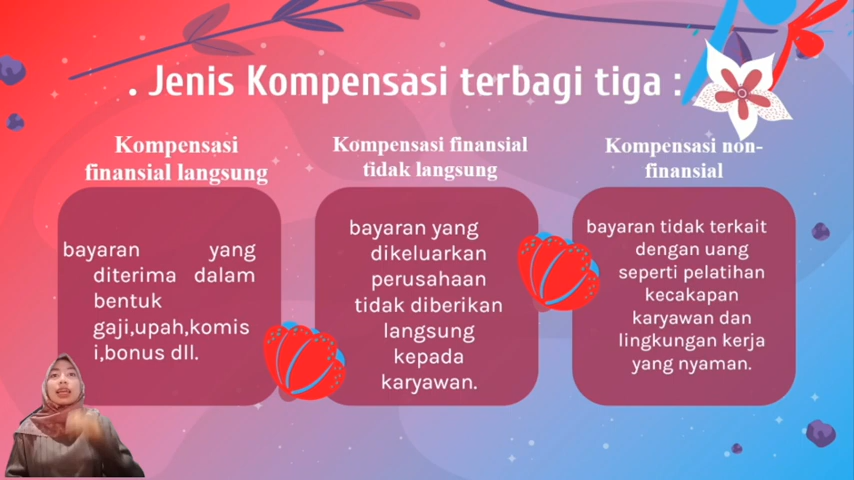 . Jenis Kompensasi terbagi tiga :
Kompensasi
finansial langsung
bayaran yang
diterima dalam
bentuk
gaji,upah,komis
i,bonus dll.
Kompensasi finansial
tidak langsung
bayaran yang
dikeluarkan
perusahaan
tidak diberikan
langsung
kepada
karyawan.
Kompensasi non-
finansial
bayaran tidak terkait
dengan uang
seperti pelatihan
kecakapan
karyawan dan
lingkungan kerja
yang nyaman.